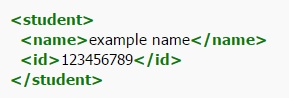 <student>
  <name>example name</name>
  <id>123456789</id>
</student>